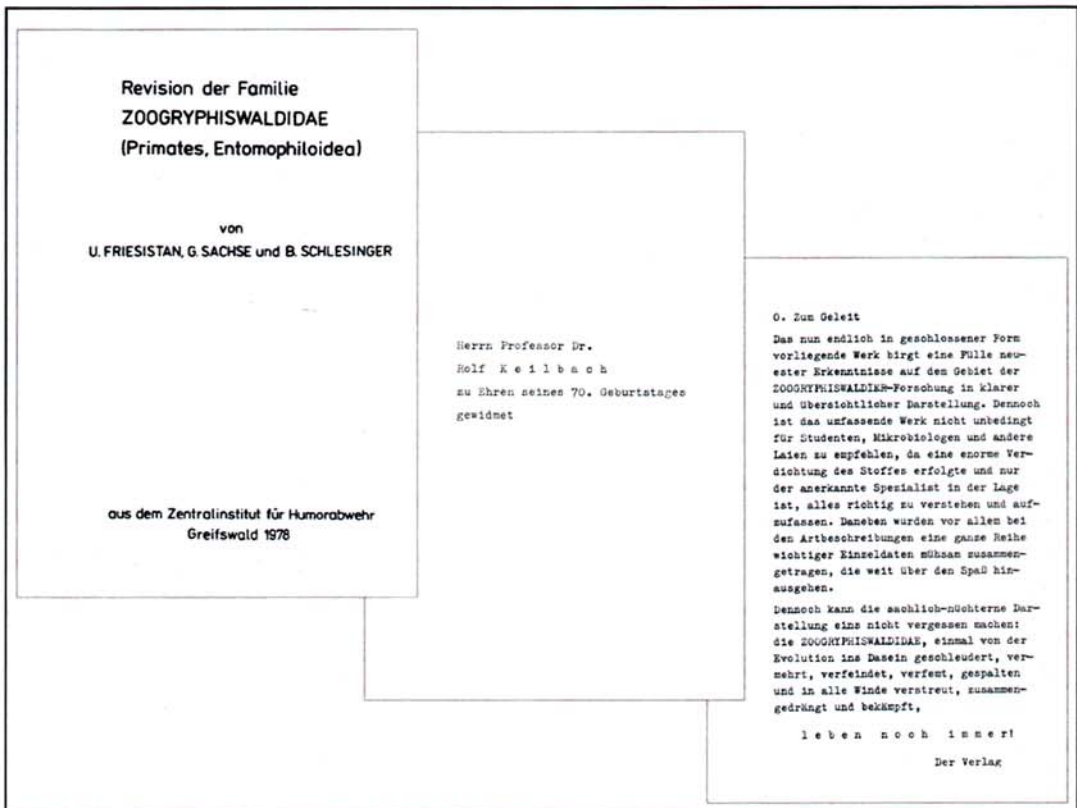 Revision der Familie
ZOOGRYPHISWALDIDAE
(Primates, Entomophiloidea)
von
U. FRIESISTAN, G. SACHSE und B. SCHLESINGER
aus dem Zentralinstitut für Humorabwehr
Greifswald 1978
Herrn Professor Dr.
Rolf K e i l b a c h
zu Ehren seines 70. Geburtstages
gewidmet
0. Zum Geleit
Das nun endlich in geschlossener Form
vorliegende Werk birgt eine Fülle neu-
ester Erkenntnisse auf dem Gebiet der
ZOOGRYPHISWALDIER-Forschung in klarer
und übersichtlicher Darstellung. Dennoch
ist das umfassende Werk nicht unbedingt
für Studenten, Mikrobiologen und andere
Laien zu empfehlen, da eine enorme Ver-
dichtung des Stoffes erfolgte und nur
der anerkannte Spezialist in der Lage
ist, alles richtig zu verstehen und auf-
zufassen. Daneben wurden vor allem bei
den Artbeschreibungen eine ganze Reihe
wichtiger Einzeldaten mühsam zusammen-
getragen, die weit über den Spaß hin-
ausgehen.
Dennoch kann die sachlich-nüchterne Dar-
stellung eins nicht vergessen machen:
die ZOOGRYPHISWALDIDAE, einmal von der
Evolution ins Dasein geschleudert, ver-
mehrt, verfeindet, verfemt, gespalten
und in alle Winde verstreut, zusammen-
gedrängt und bekämpft,
l e b e n   n o c h   i m m e r !
Der Verlag